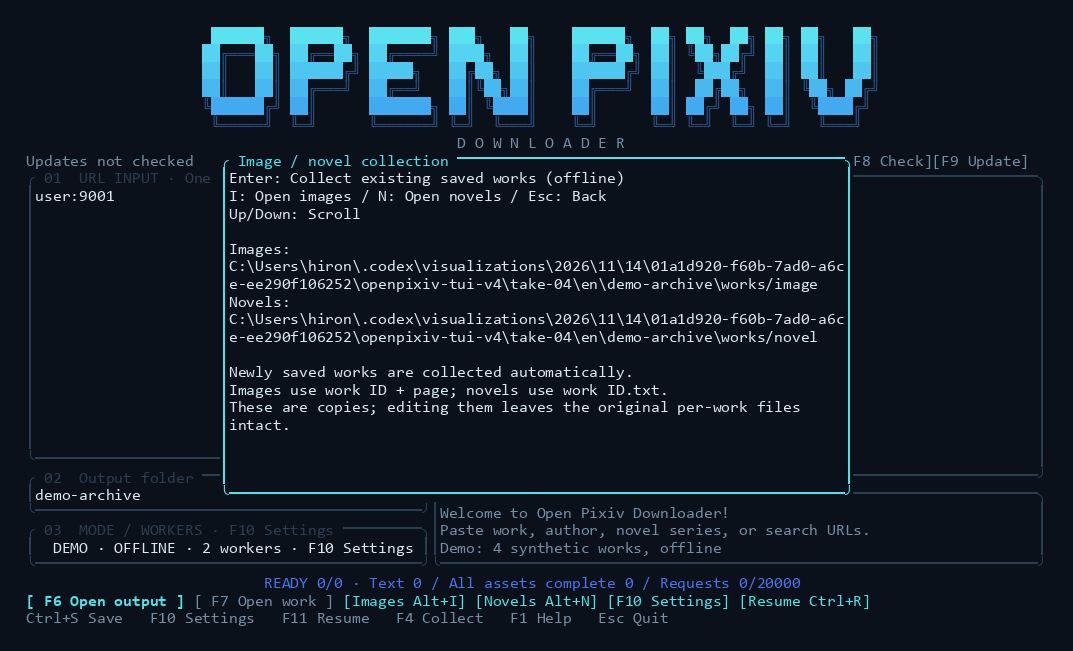 OPEN PIXIV
DOWNLOADER
Updates not checked
F8 Check][F9 Update]
Image / novel collection
Enter: Collect existing saved works (offline)
I: Open images / N: Open novels / Esc: Back
Up/Down: Scroll
Images:
C:\Users\hiron\.codex\visualizations\2026\11\14\01a1d920-f60b-7ad0-a6c
e-ee290f106252\openpixiv-tui-v4\take-04\en\demo-archive\works/image
Novels:
C:\Users\hiron\.codex\visualizations\2026\11\14\01a1d920-f60b-7ad0-a6c
e-ee290f106252\openpixiv-tui-v4\take-04\en\demo-archive\works/novel
Newly saved works are collected automatically.
Images use work ID + page; novels use work ID.txt.
These are copies; editing them leaves the original per-work files
intact.
01  URL INPUT · One
user:9001
02  Output folder
demo-archive
03  MODE / WORKERS · F10 Settings
DEMO · OFFLINE · 2 workers · F10 Settings
Welcome to Open Pixiv Downloader!
Paste work, author, novel series, or search URLs.
Demo: 4 synthetic works, offline
READY 0/0 · Text 0 / All assets complete 0 / Requests 0/20000
[ F6 Open output ] [ F7 Open work ] [Images Alt+I] [Novels Alt+N] [F10 Settings] [Resume Ctrl+R]
Ctrl+S Save   F10 Settings   F11 Resume   F4 Collect   F1 Help   Esc Quit